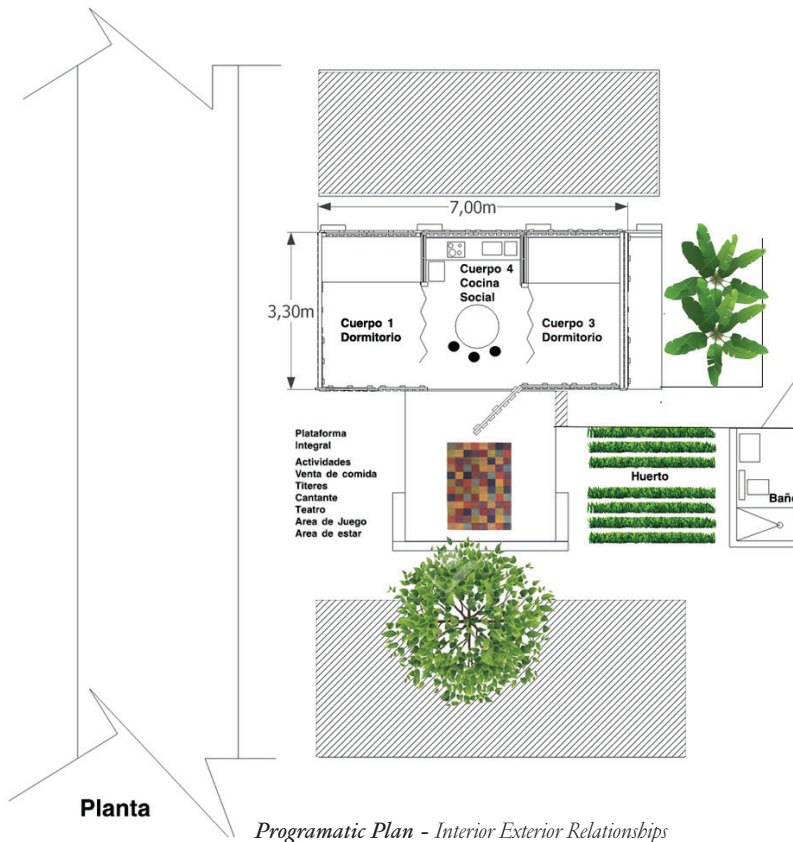 7,00m
3,30m
Cuerpo 4
Cocina
Social
Cuerpo 1
Dormitorio
Cuerpo 3
Dormitorio
Plataforma
Integral
Actividades
Venta de comida
Titeres
Cantante
Teatro
Area de Juego
Area de estar
Huerto
Baño
Planta
Programatic Plan - Interior Exterior Relationships